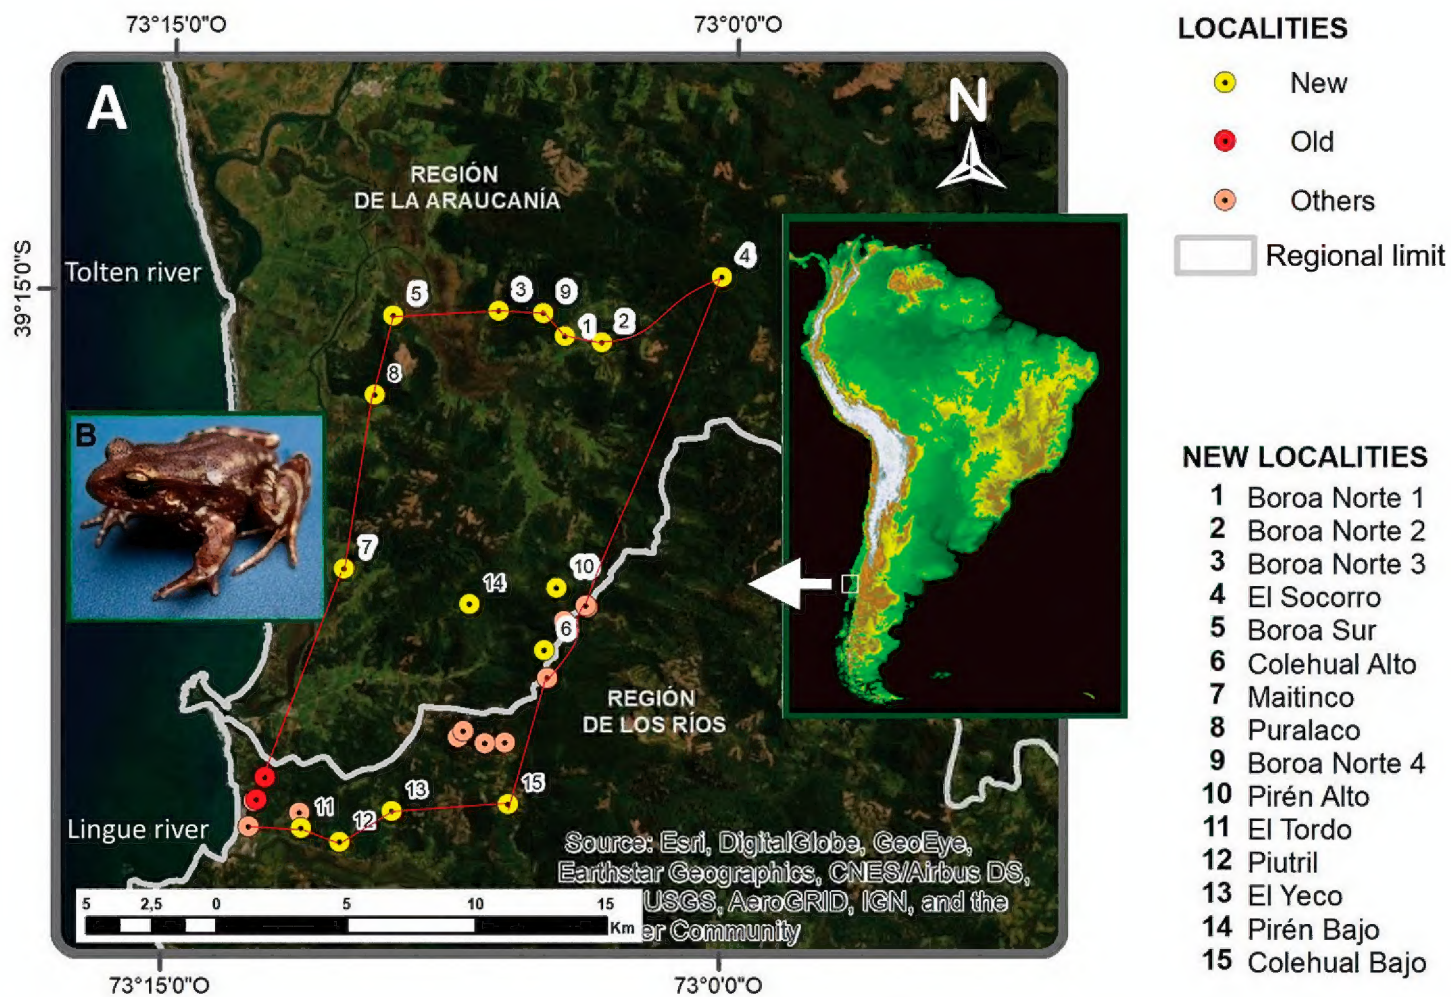 73°15'0"O
73°0'0"O
A
N
REGIÓN
DE LA ARAUCANÍA
Tolten river
39°15'0"S
4
5
3
9
1
2
8
B
7
14
10
6
REGIÓN
DE LOS RÍOS
15
13
11
12
Lingue river
Source: Esri, DigitalGlobe, GeoEye,
Earthstar Geographics, CNES/Airbus DS,
USGS, AeroGRID, IGN, and the
er Community
5 2,5 0 5 10 15
Km
73°15'0"O
73°0'0"O
LOCALITIES
New
Old
Others
Regional limit
NEW LOCALITIES
1 Boroa Norte 1
2 Boroa Norte 2
3 Boroa Norte 3
4 El Socorro
5 Boroa Sur
6 Colehual Alto
7 Maitinco
8 Puralaco
9 Boroa Norte 4
10 Pirén Alto
11 El Tordo
12 Piutril
13 El Yeco
14 Pirén Bajo
15 Colehual Bajo